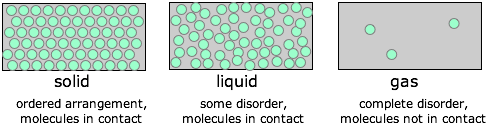 solid
ordered arrangement,
molecules in contact
liquid
some disorder,
molecules in contact
gas
complete disorder,
molecules not in contact